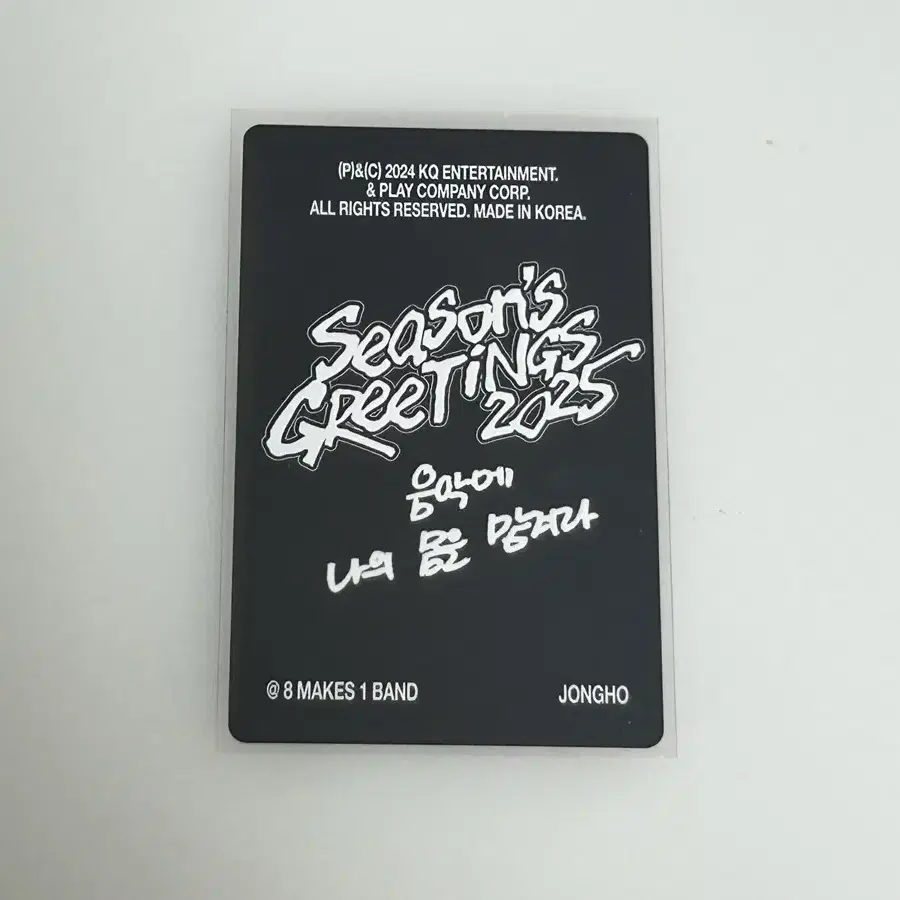 (P)&(C) 2024 KQ ENTERTAINMENT.
& PLAY COMPANY CORP.
ALL RIGHTS RESERVED. MADE IN KOREA.
Season's
GReeTiNGS
2025
음악에
나의 몸을 맡겨라
@ 8 MAKES 1 BAND
JONGHO